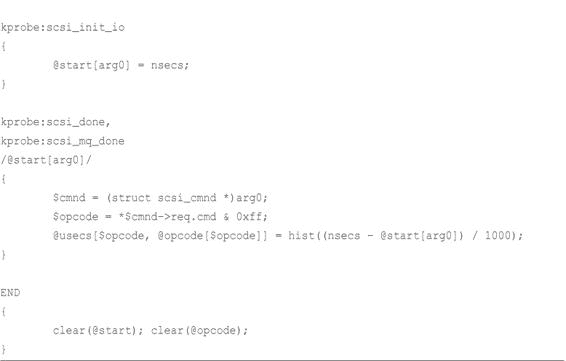 kprobe:scsi_init_io
{
        @start[arg0] = nsecs;
}

kprobe:scsi_done,
kprobe:scsi_mq_done
/@start[arg0]/
{
        $cmnd = (struct scsi_cmnd *)arg0;
        $opcode = *$cmnd->req.cmd & 0xff;
        @usecs[$opcode, @opcode[$opcode]] = hist((nsecs - @start[arg0]) / 1000);
}

END
{
        clear(@start); clear(@opcode);
}